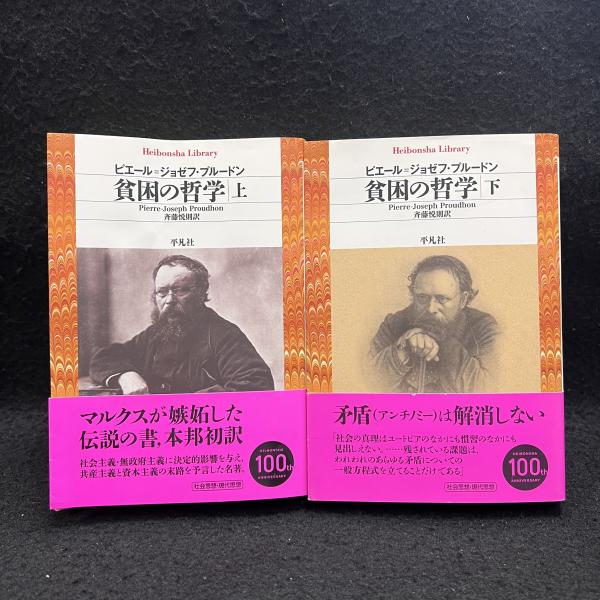 Heibonsha Library
ピエール=ジョゼフ・プルードン
貧困の哲学|上
Pierre-Joseph Proudhon
斉藤悦則訳
平凡社
マルクスが嫉妬した
伝説の書、本邦初訳
社会主義・無政府主義に決定的影響を与え、
共産主義と資本主義の末路を予言した名著。
HEIBONSHA
100th
ANNIVERSARY
社会思想・現代思想
Heibonsha Library
ピエール=ジョゼフ・プルードン
貧困の哲学|下
Pierre-Joseph Proudhon
斉藤悦則訳
平凡社
矛盾(アンチノミー)は解消しない
「社会の真理はユートピアのなかにも慣習のなかにも
見出しえない。……残されている課題は、
われわれのあらゆる矛盾についての
一般方程式を立てることだけである」
HEIBONSHA
100th
ANNIVERSARY
社会思想・現代思想